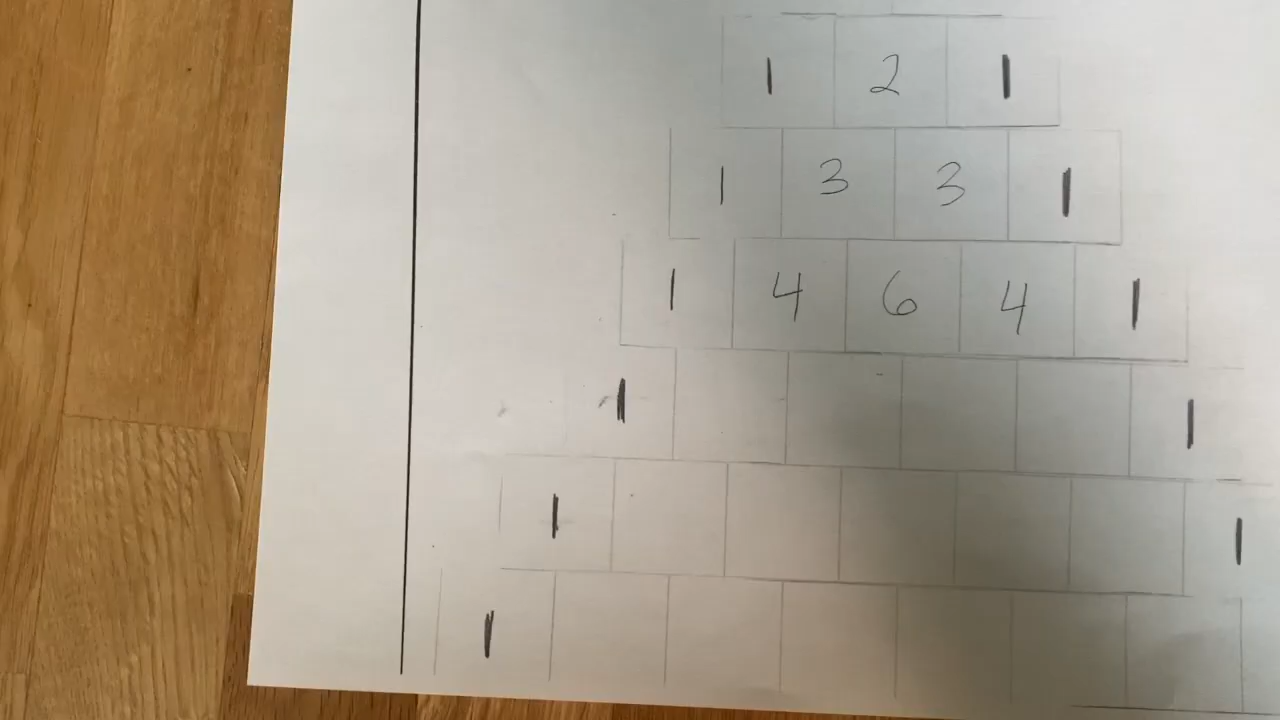 1 2 1
1 3 3 1
1 4 6 4 1
1 1
1 1
1